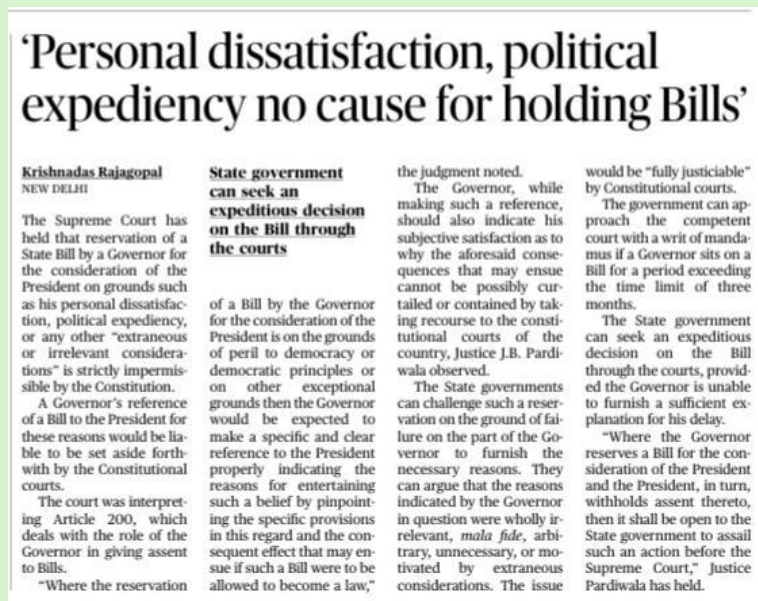 ‘Personal dissatisfaction, political
expediency no cause for holding Bills’
Krishnadas Rajagopal
NEW DELHI
The Supreme Court has
held that reservation of a
State Bill by a Governor for
the consideration of the
President on grounds such
as his personal dissatisfac-
tion, political expediency,
or any other “extraneous
or irrelevant considera-
tions” is strictly impermis-
sible by the Constitution.
A Governor’s reference
of a Bill to the President for
these reasons would be lia-
ble to be set aside forth-
with by the Constitutional
courts.
The court was interpret-
ing Article 200, which
deals with the role of the
Governor in giving assent
to Bills.
“Where the reservation
State government
can seek an
expeditious decision
on the Bill through
the courts
of a Bill by the Governor
for the consideration of the
President is on the grounds
of peril to democracy or
democratic principles or
on other exceptional
grounds then the Governor
would be expected to
make a specific and clear
reference to the President
properly indicating the
reasons for entertaining
such a belief by pinpoint-
ing the specific provisions
in this regard and the con-
sequent effect that may en-
sue if such a Bill were to be
allowed to become a law,”
the judgment noted.
The Governor, while
making such a reference,
should also indicate his
subjective satisfaction as to
why the aforesaid conse-
quences that may ensue
cannot be possibly cur-
tailed or contained by tak-
ing recourse to the consti-
tutional courts of the
country, Justice J.B. Pardi-
wala observed.
The State governments
can challenge such a reser-
vation on the ground of fai-
lure on the part of the Go-
vernor to furnish the
necessary reasons. They
can argue that the reasons
indicated by the Governor
in question were wholly ir-
relevant, mala fide, arbi-
trary, unnecessary, or mo-
tivated by extraneous
considerations. The issue
would be “fully justiciable”
by Constitutional courts.
The government can ap-
proach the competent
court with a writ of manda-
mus if a Governor sits on a
Bill for a period exceeding
the time limit of three
months.
The State government
can seek an expeditious
decision on the Bill
through the courts, provid-
ed the Governor is unable
to furnish a sufficient ex-
planation for his delay.
“Where the Governor
reserves a Bill for the con-
sideration of the President
and the President, in turn,
withholds assent thereto,
then it shall be open to the
State government to assail
such an action before the
Supreme Court,” Justice
Pardiwala has held.